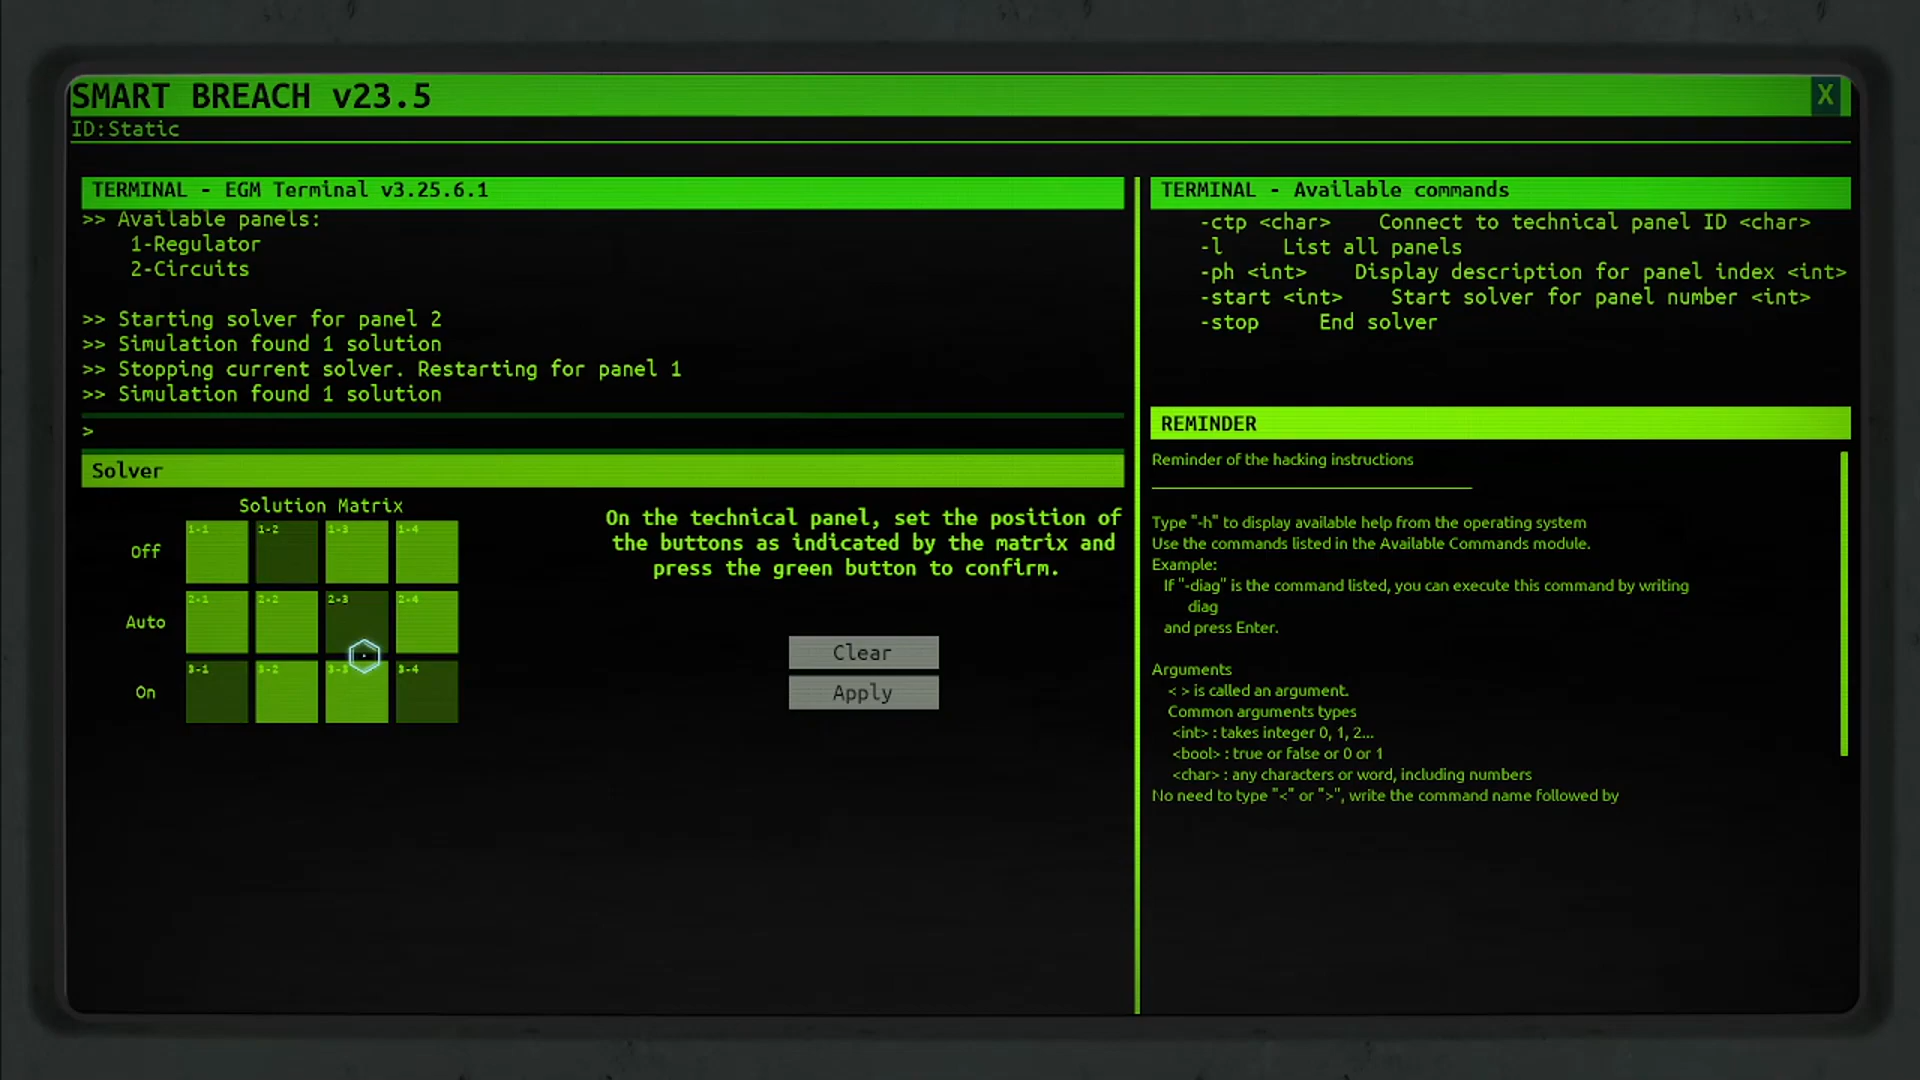 SMART BREACH v23.5
X
ID:Static
TERMINAL - EGM Terminal v3.25.6.1
>> Available panels:
1-Regulator
2-Circuits
>> Starting solver for panel 2
>> Simulation found 1 solution
>> Stopping current solver. Restarting for panel 1
>> Simulation found 1 solution
>
Solver
Solution Matrix
Off
1-1 1-2 1-3 1-4
Auto
2-1 2-2 2-3 2-4
On
3-1 3-2 3-3 3-4
On the technical panel, set the position of
the buttons as indicated by the matrix and
press the green button to confirm.
Clear
Apply
TERMINAL - Available commands
-ctp <char> Connect to technical panel ID <char>
-l List all panels
-ph <int> Display description for panel index <int>
-start <int> Start solver for panel number <int>
-stop End solver
REMINDER
Reminder of the hacking instructions
Type "-h" to display available help from the operating system
Use the commands listed in the Available Commands module.
Example:
If "-diag" is the command listed, you can execute this command by writing
diag
and press Enter.
Arguments
< > is called an argument.
Common arguments types
<int> : takes integer 0, 1, 2...
<bool> : true or false or 0 or 1
<char> : any characters or word, including numbers
No need to type "<" or ">", write the command name followed by